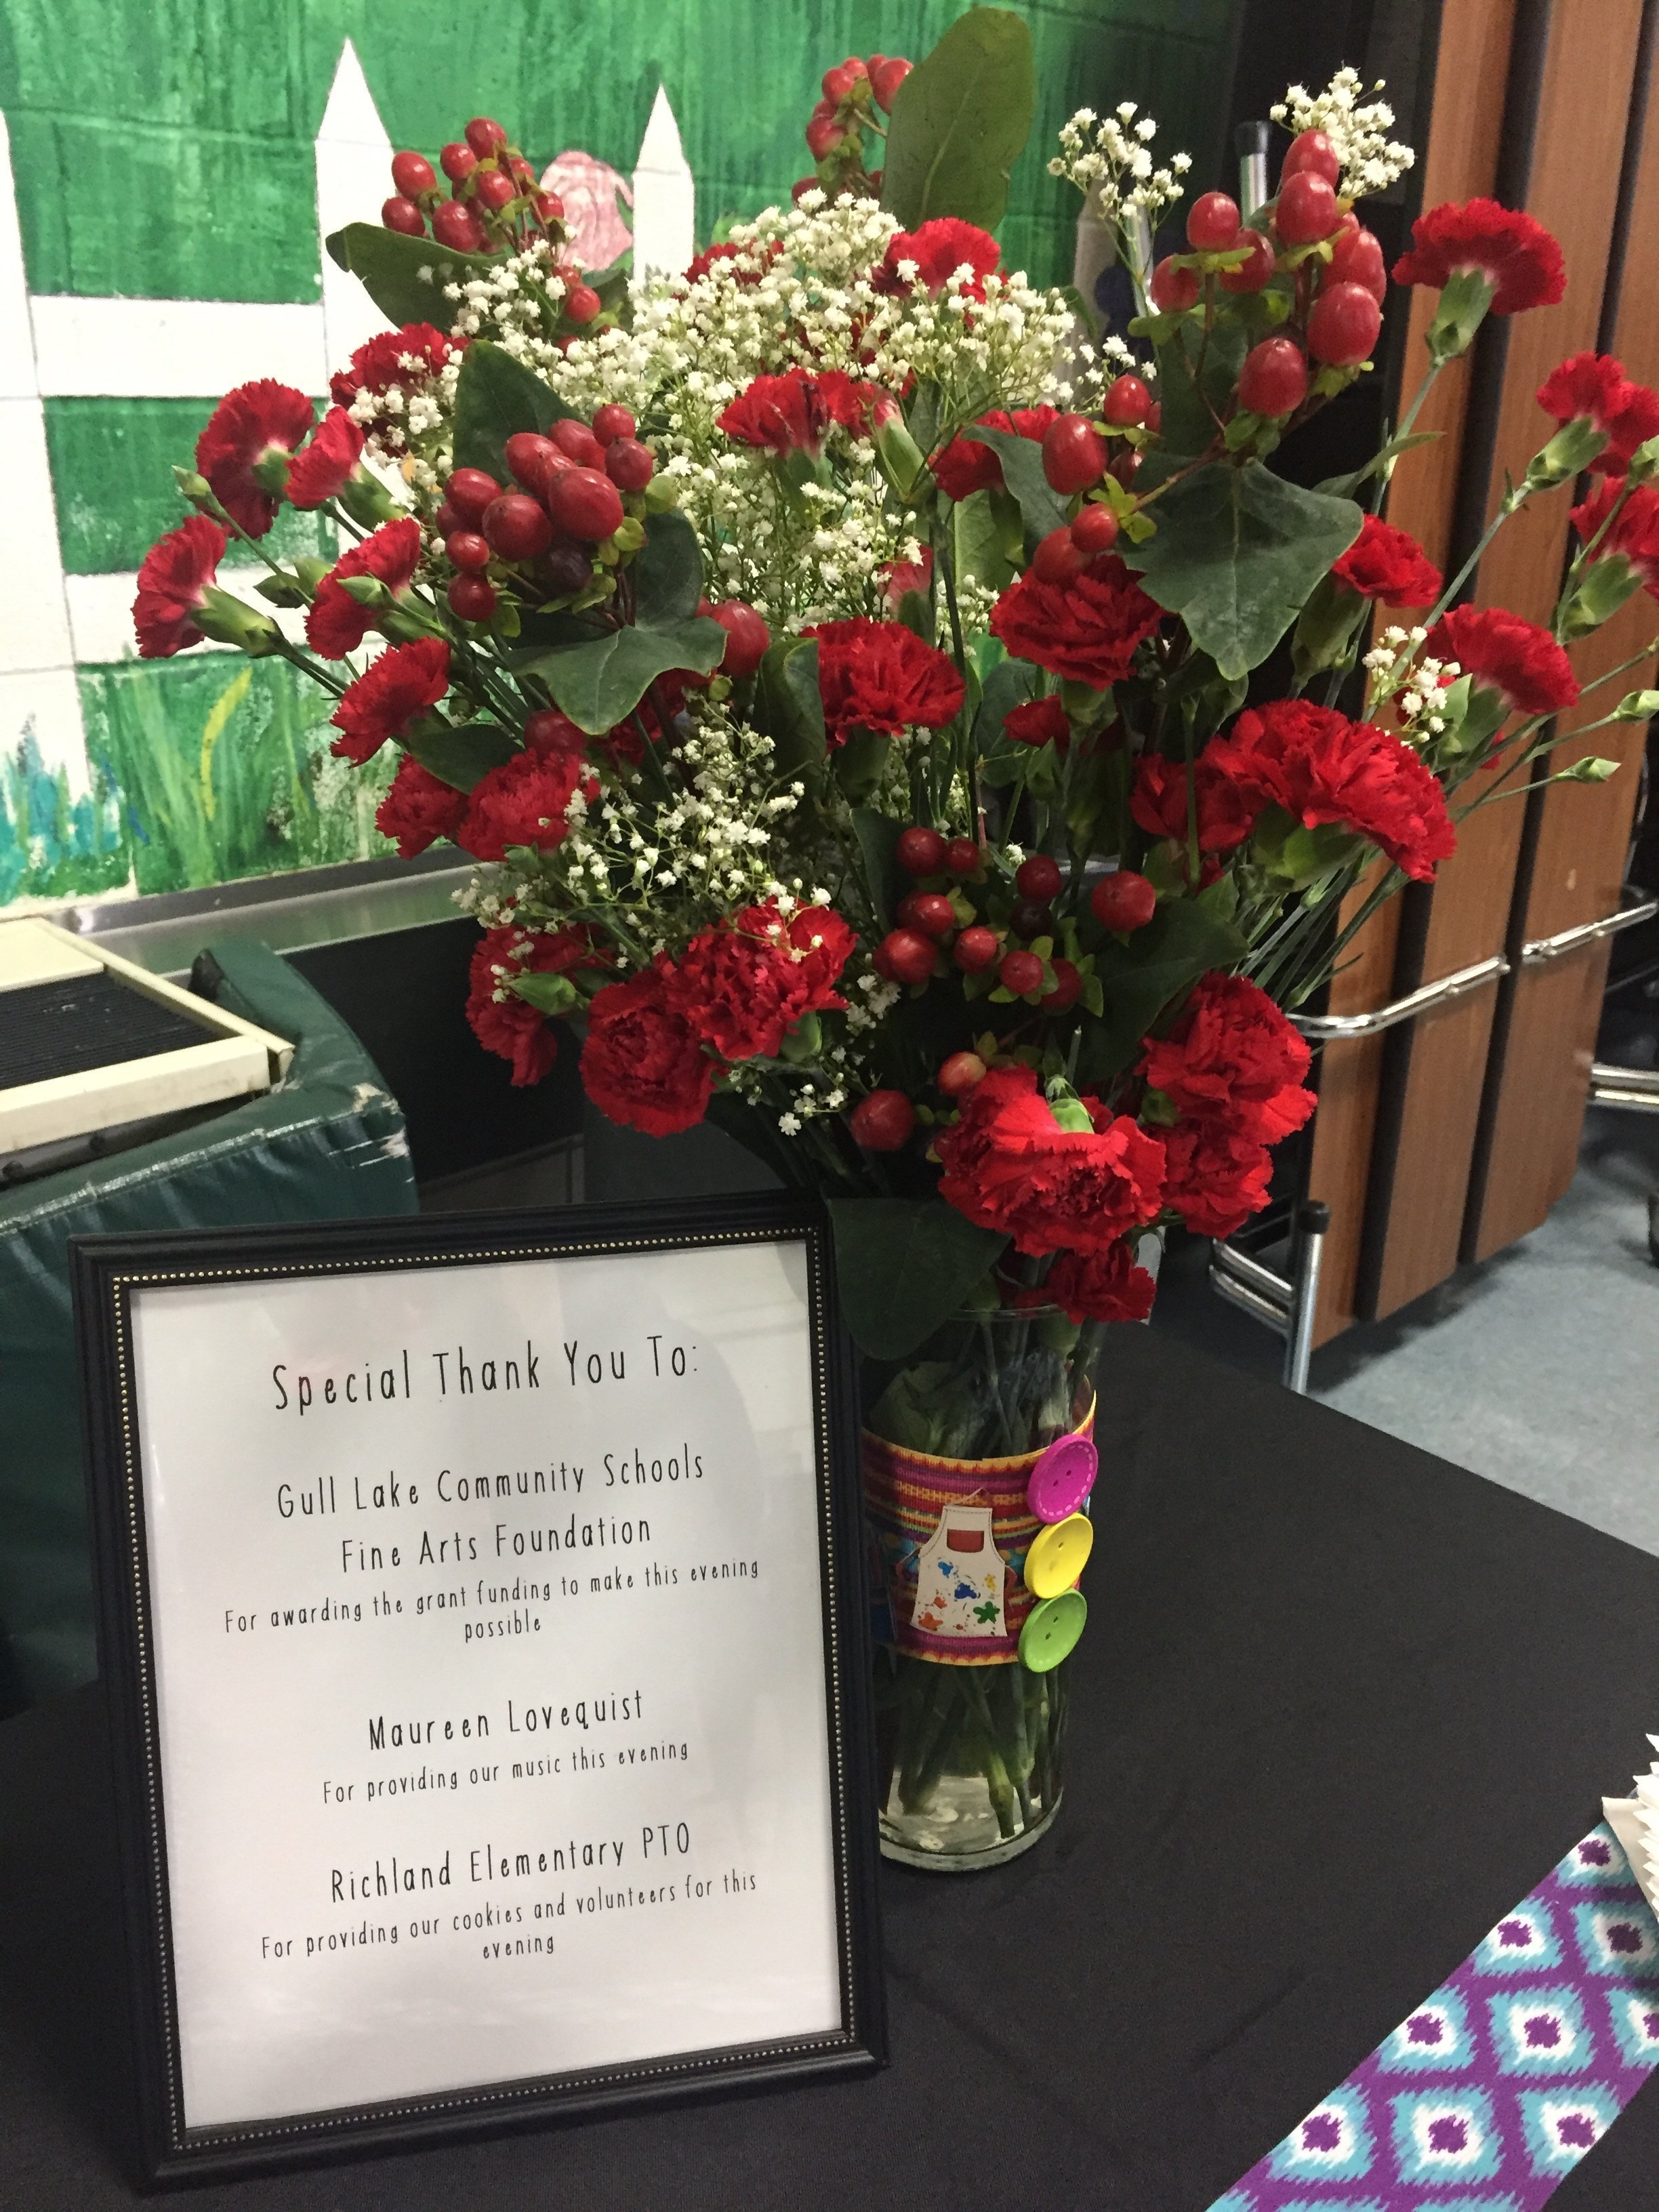 Special Thank You To:
Gull Lake Community Schools
Fine Arts Foundation
For awarding the grant funding to make this evening
possible
Maureen Lovequist
For providing our music this evening
Richland Elementary PTO
For providing our cookies and volunteers for this
evening